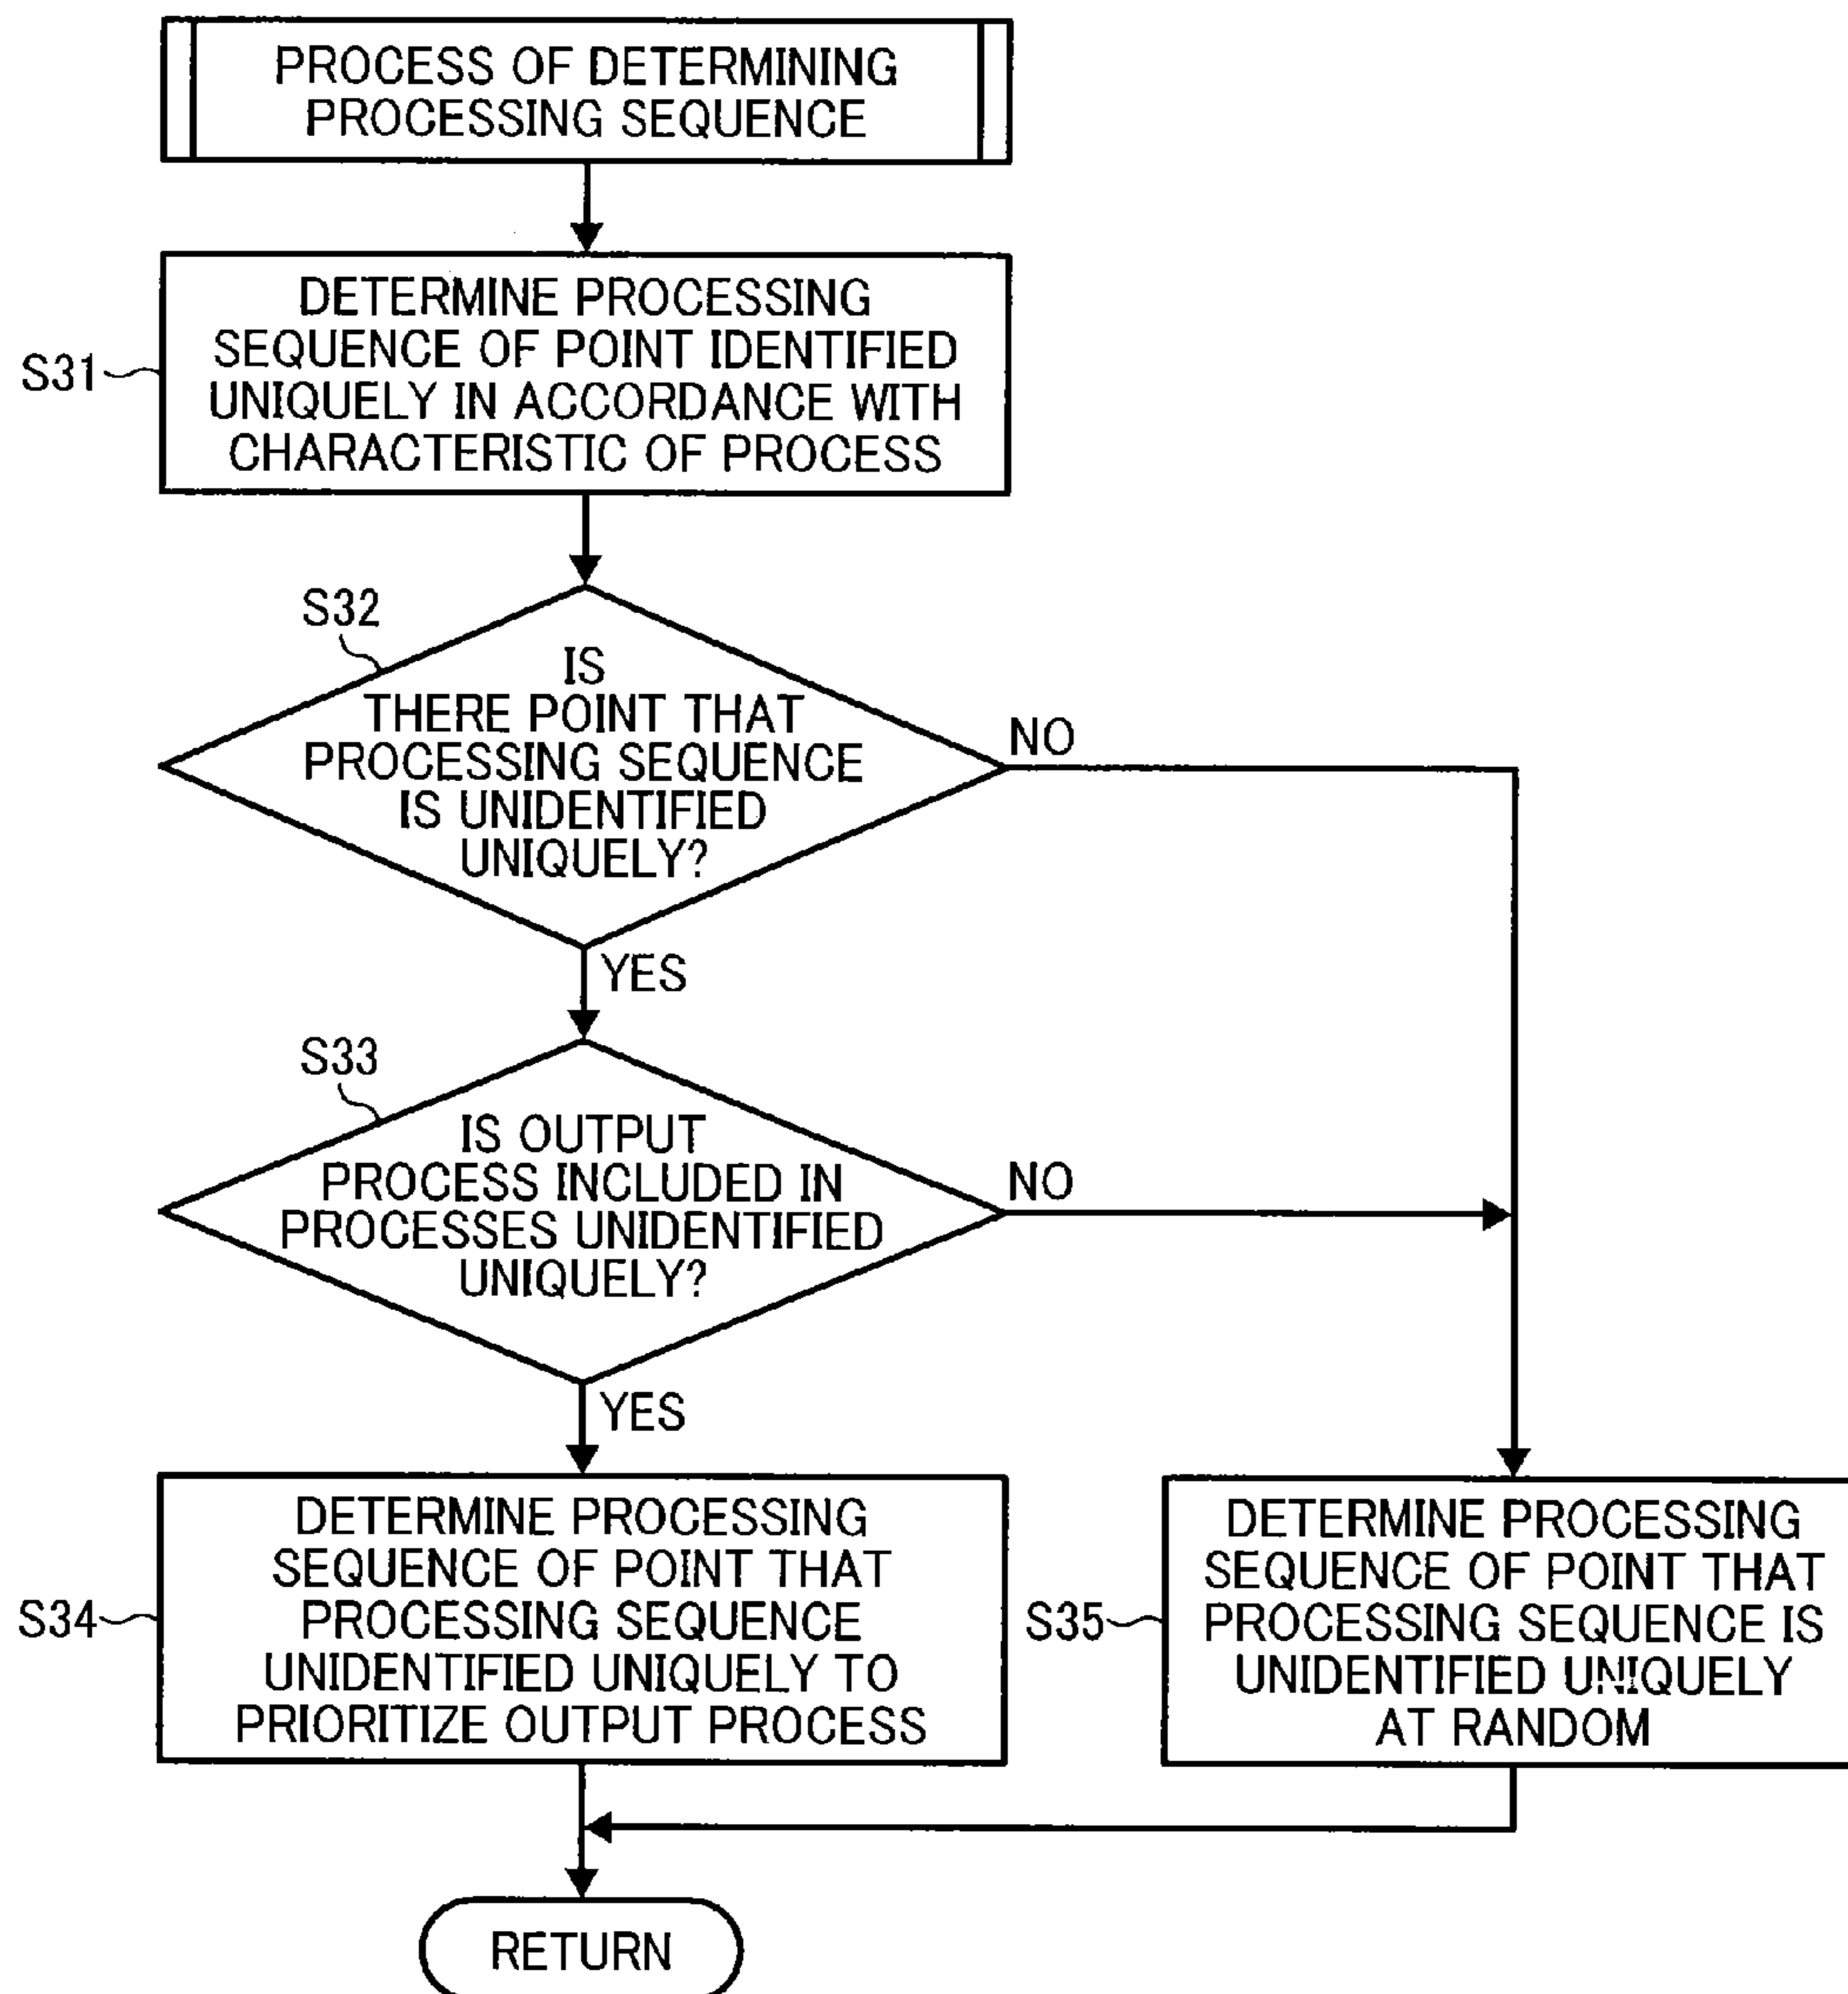 PROCESS OF DETERMINING
PROCESSING SEQUENCE
DETERMINE PROCESSING
SEQUENCE OF POINT IDENTIFIED
UNIQUELY IN ACCORDANCE WITH
CHARACTERISTIC OF PROCESS
S31
S32
IS
THERE POINT THAT
PROCESSING SEQUENCE
IS UNIDENTIFIED
UNIQUELY?
NO
YES
S33
IS OUTPUT
PROCESS INCLUDED IN
PROCESSES UNIDENTIFIED
UNIQUELY?
NO
YES
S34
DETERMINE PROCESSING
SEQUENCE OF POINT THAT
PROCESSING SEQUENCE
UNIDENTIFIED UNIQUELY TO
PRIORITIZE OUTPUT PROCESS
S35
DETERMINE PROCESSING
SEQUENCE OF POINT THAT
PROCESSING SEQUENCE IS
UNIDENTIFIED UNIQUELY
AT RANDOM
RETURN